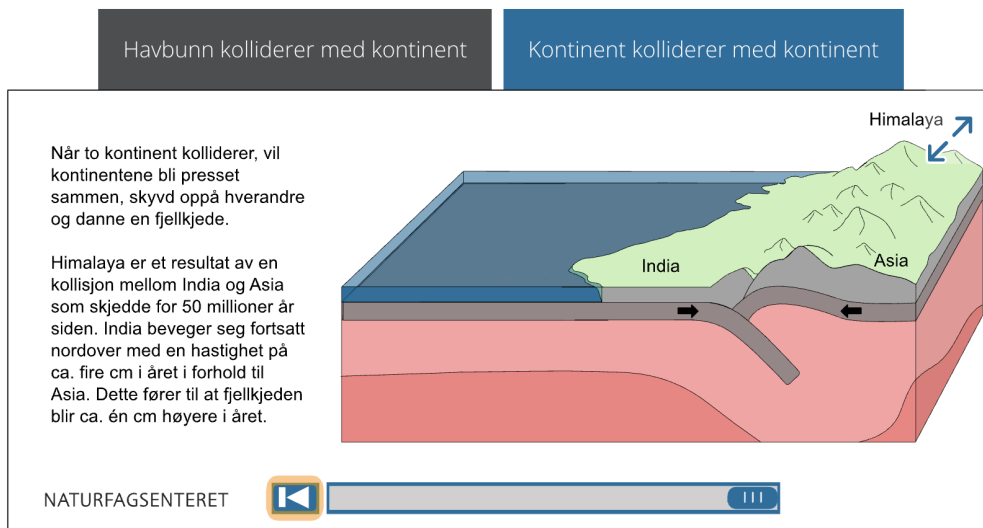 Havbunn kolliderer med kontinent
Kontinent kolliderer med kontinent
Når to kontinent kolliderer, vil
kontinentene bli presset
sammen, skyvd oppå hverandre
og danne en fjellkjede.
Himalaya er et resultat av en
kollisjon mellom India og Asia
som skjedde for 50 millioner år
siden. India beveger seg fortsatt
nordover med en hastighet på
ca. fire cm i året i forhold til
Asia. Dette fører til at fjellkjeden
blir ca. én cm høyere i året.
Himalaya
India
Asia
NATURFAGSENTERET